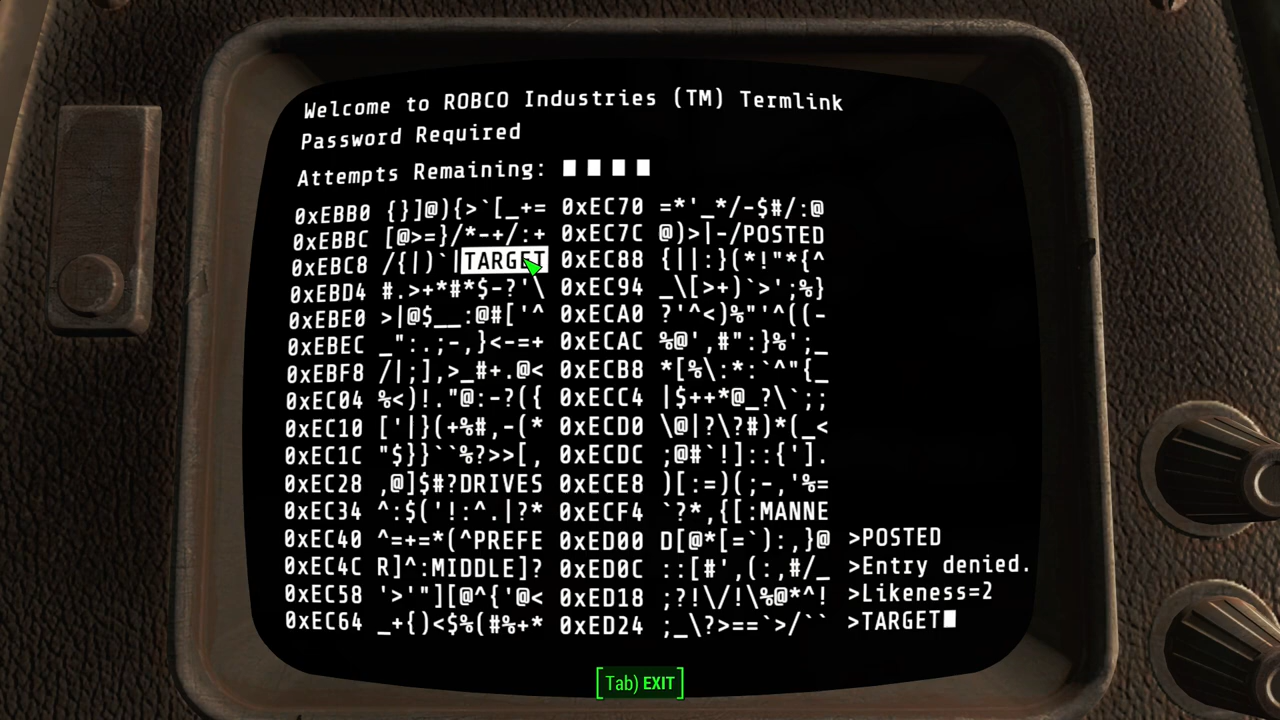 Welcome to ROBCO Industries (TM) Termlink
Password Required
Attempts Remaining: ■ ■ ■ ■
0xEBB0 {}]@){>`[_+= 0xEC70 =*'_*/-$#/:@
0xEBBC [@>=}/*-+/:+ 0xEC7C @)>|-/POSTED
0xEBC8 /{|)`|TARGET 0xEC88 {||:}(*!"*{^
0xEBD4 #.>+*#*$-?'\ 0xEC94 _\[>+)`>';%}
0xEBE0 >|@$__:@#['^ 0xECA0 ?'^<)%"'^((-
0xEBEC _":.;-,}<-=+ 0xECAC %@',#":}%';_
0xEBF8 /|;],>_#+.@< 0xECB8 *[%\:*:`^"{_
0xEC04 %<)!."@:-?({ 0xECC4 |$++*@_?\`;;
0xEC10 ['|}(+%#,-(* 0xECD0 \@|?\?#)*(_<
0xEC1C "$}}``%?>>[, 0xECDC ;@#`!]::{'].
0xEC28 ,@]$#?DRIVES 0xECE8 )[:=)(;-,'%=
0xEC34 ^:$('!:^.|?* 0xECF4 `?*,{[:MANNE
0xEC40 ^=+=*(^PREFE 0xED00 D[@*[=`):,}@ >POSTED
0xEC4C R]^:MIDDLE]? 0xED0C ::[#',(:,#/_ >Entry denied.
0xEC58 '>'"][@^{'@< 0xED18 ;?!\/!\%@*^! >Likeness=2
0xEC64 _+{)<$%(#%+* 0xED24 ;_\?>==`>/`` >TARGET■
[Tab) EXIT]